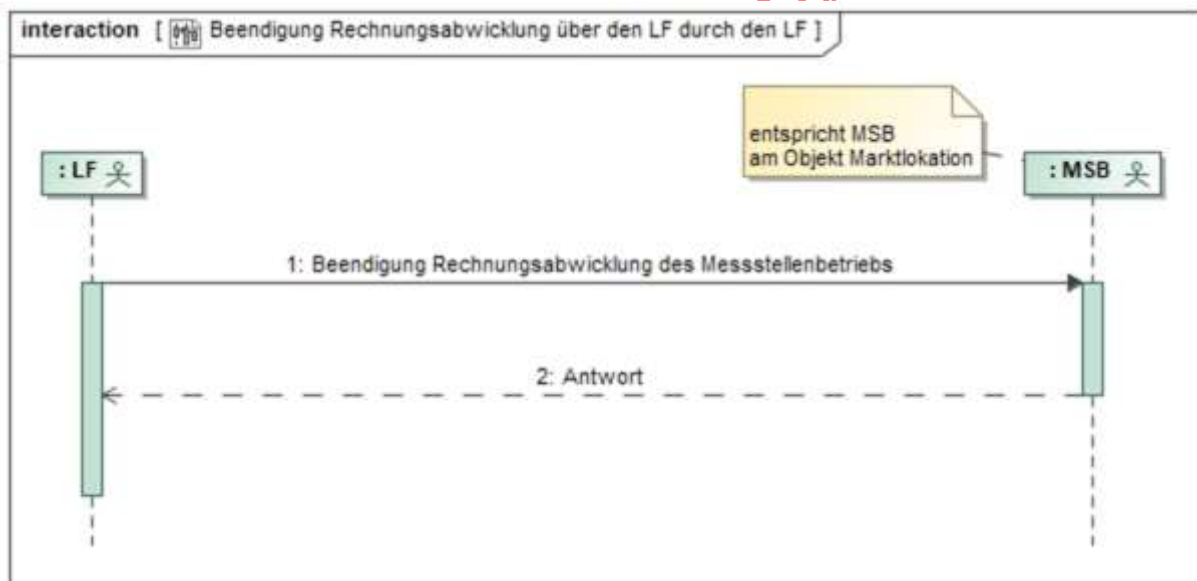 interaction [ Beendigung Rechnungsabwicklung über den LF durch den LF ]
entspricht MSB
am Objekt Marktlokation
: LF
: MSB
1: Beendigung Rechnungsabwicklung des Messstellenbetriebs
2: Antwort